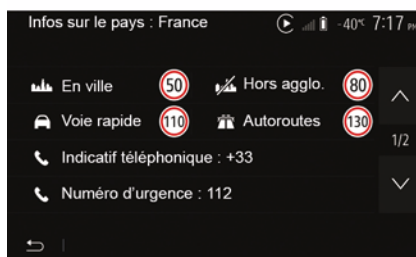 Infos sur le pays : France -40°C 7:17 PM
En ville 50 Hors agglo. 80
Voie rapide 110 Autoroutes 130
1/2
Indicatif téléphonique : +33
Numéro d'urgence : 112